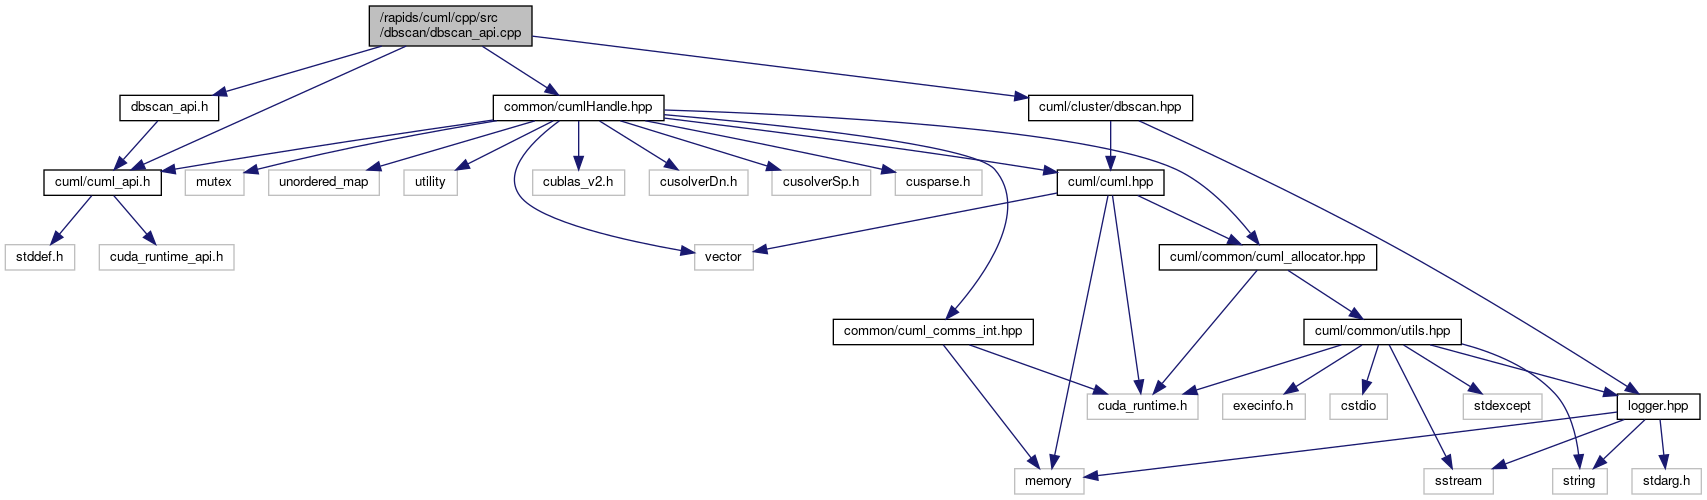 /rapids/cuml/cpp/src
/dbscan/dbscan_api.cpp
dbscan_api.h
common/cumlHandle.hpp
cuml/cluster/dbscan.hpp
cuml/cuml_api.h
mutex
unordered_map
utility
cublas_v2.h
cusolverDn.h
cusolverSp.h
cusparse.h
cuml/cuml.hpp
stddef.h
cuda_runtime_api.h
vector
cuml/common/cuml_allocator.hpp
common/cuml_comms_int.hpp
cuml/common/utils.hpp
cuda_runtime.h
execinfo.h
cstdio
stdexcept
logger.hpp
memory
sstream
string
stdarg.h